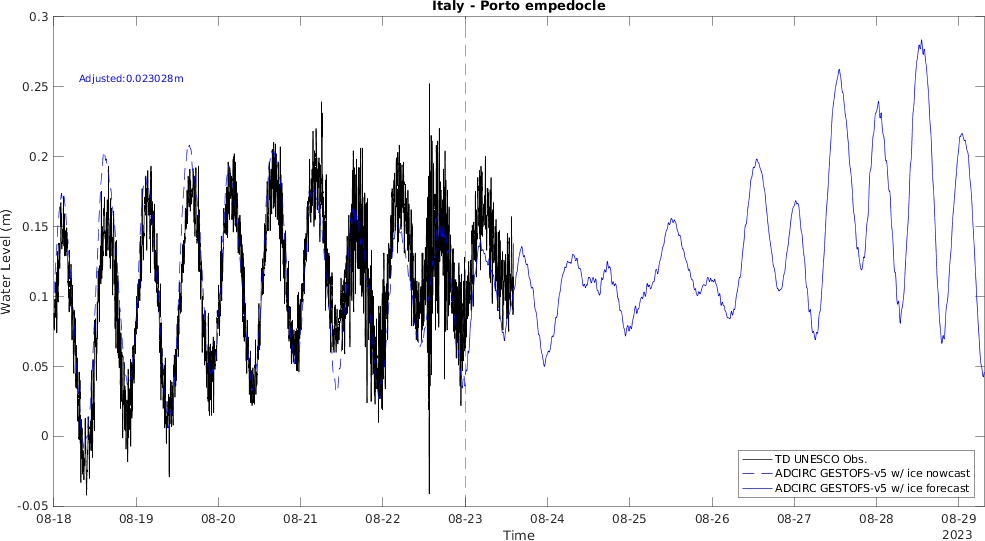 Italy - Porto empedocle
0.3
0.25
0.2
0.15
0.1
0.05
0
-0.05
Water Level (m)
Adjusted:0.023028m
TD UNESCO Obs.
ADCIRC GESTOFS-v5 w/ ice nowcast
ADCIRC GESTOFS-v5 w/ ice forecast
08-18 08-19 08-20 08-21 08-22 08-23 08-24 08-25 08-26 08-27 08-28 08-29
2023
Time